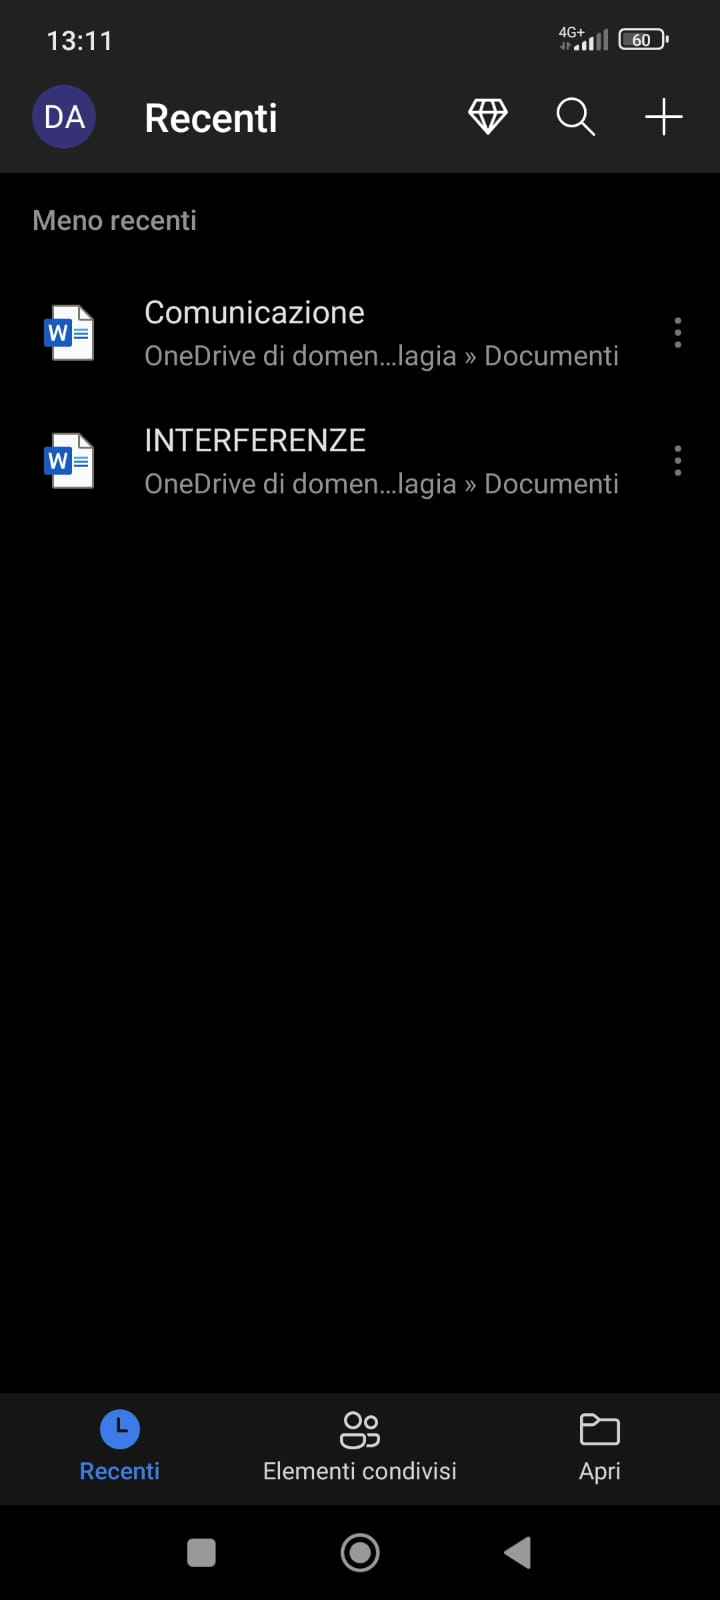 13:11
4G+
60
DA
Recenti
Meno recenti
W
Comunicazione
OneDrive di domen...lagia » Documenti
W
INTERFERENZE
OneDrive di domen...lagia » Documenti
Recenti
Elementi condivisi
Apri